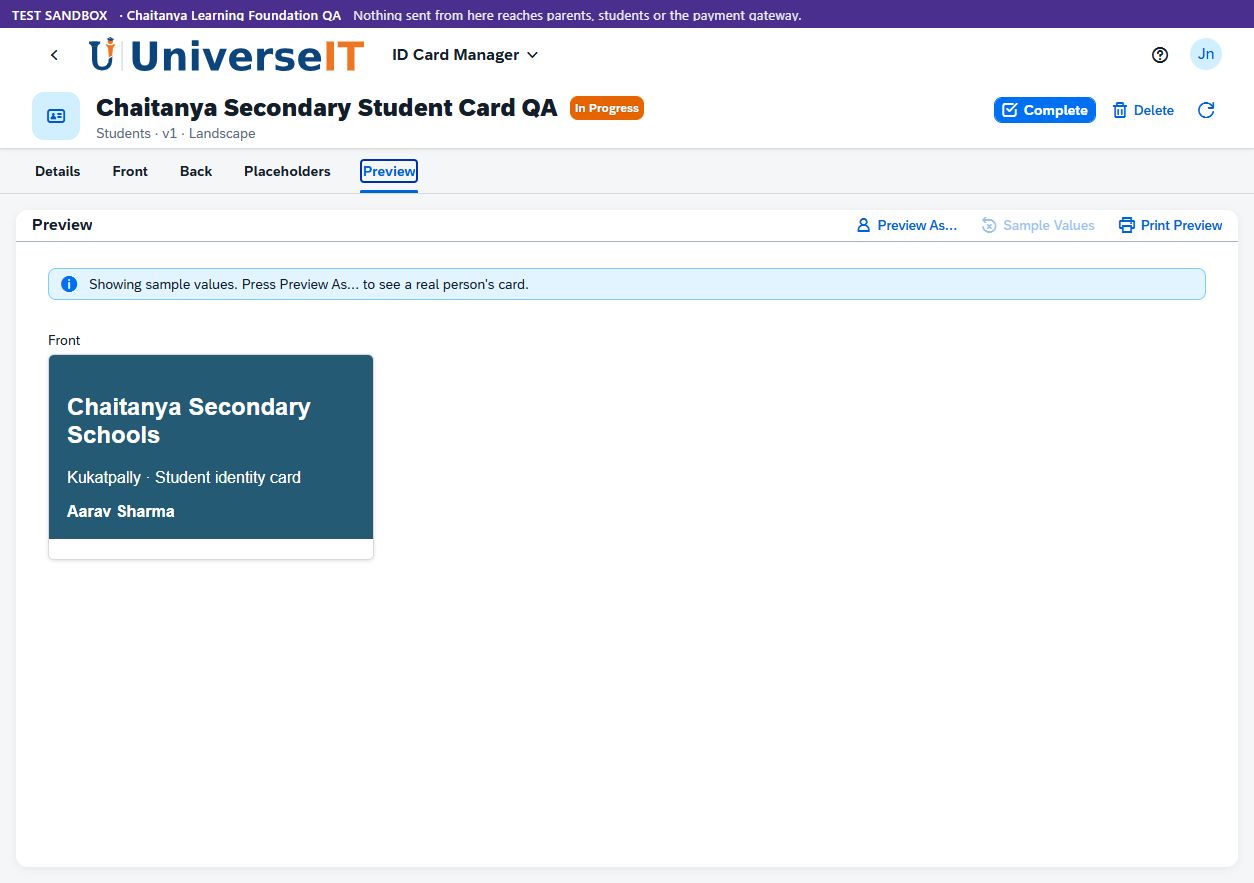 TEST SANDBOX · Chaitanya Learning Foundation QA Nothing sent from here reaches parents, students or the payment gateway.
U UniverseIT ID Card Manager Jn
Chaitanya Secondary Student Card QA In Progress
Complete Delete
Students · v1 · Landscape
Details Front Back Placeholders Preview
Preview Preview As... Sample Values Print Preview
Showing sample values. Press Preview As... to see a real person's card.
Front
Chaitanya Secondary
Schools
Kukatpally · Student identity card
Aarav Sharma